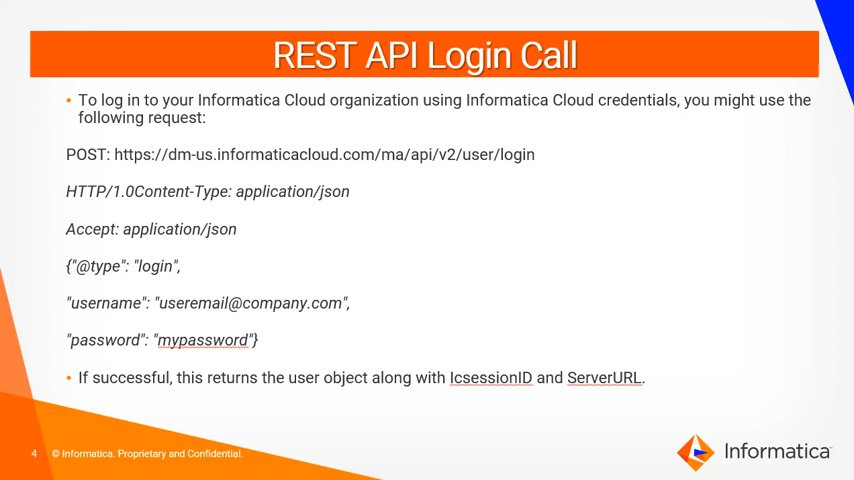 REST API Login Call
• To log in to your Informatica Cloud organization using Informatica Cloud credentials, you might use the
following request:
POST: https://dm-us.informaticacloud.com/ma/api/v2/user/login
HTTP/1.0Content-Type: application/json
Accept: application/json
{"@type": "login",
"username": "useremail@company.com",
"password": "mypassword"}
• If successful, this returns the user object along with IcsessionID and ServerURL.
4 © Informatica. Proprietary and Confidential.
Informatica™